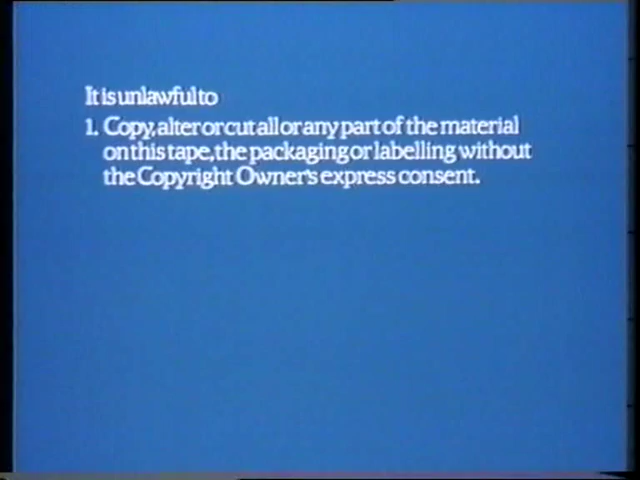 It is unlawful to
1. Copy, alter or cut all or any part of the material
on this tape, the packaging or labelling without
the Copyright Owner's express consent.